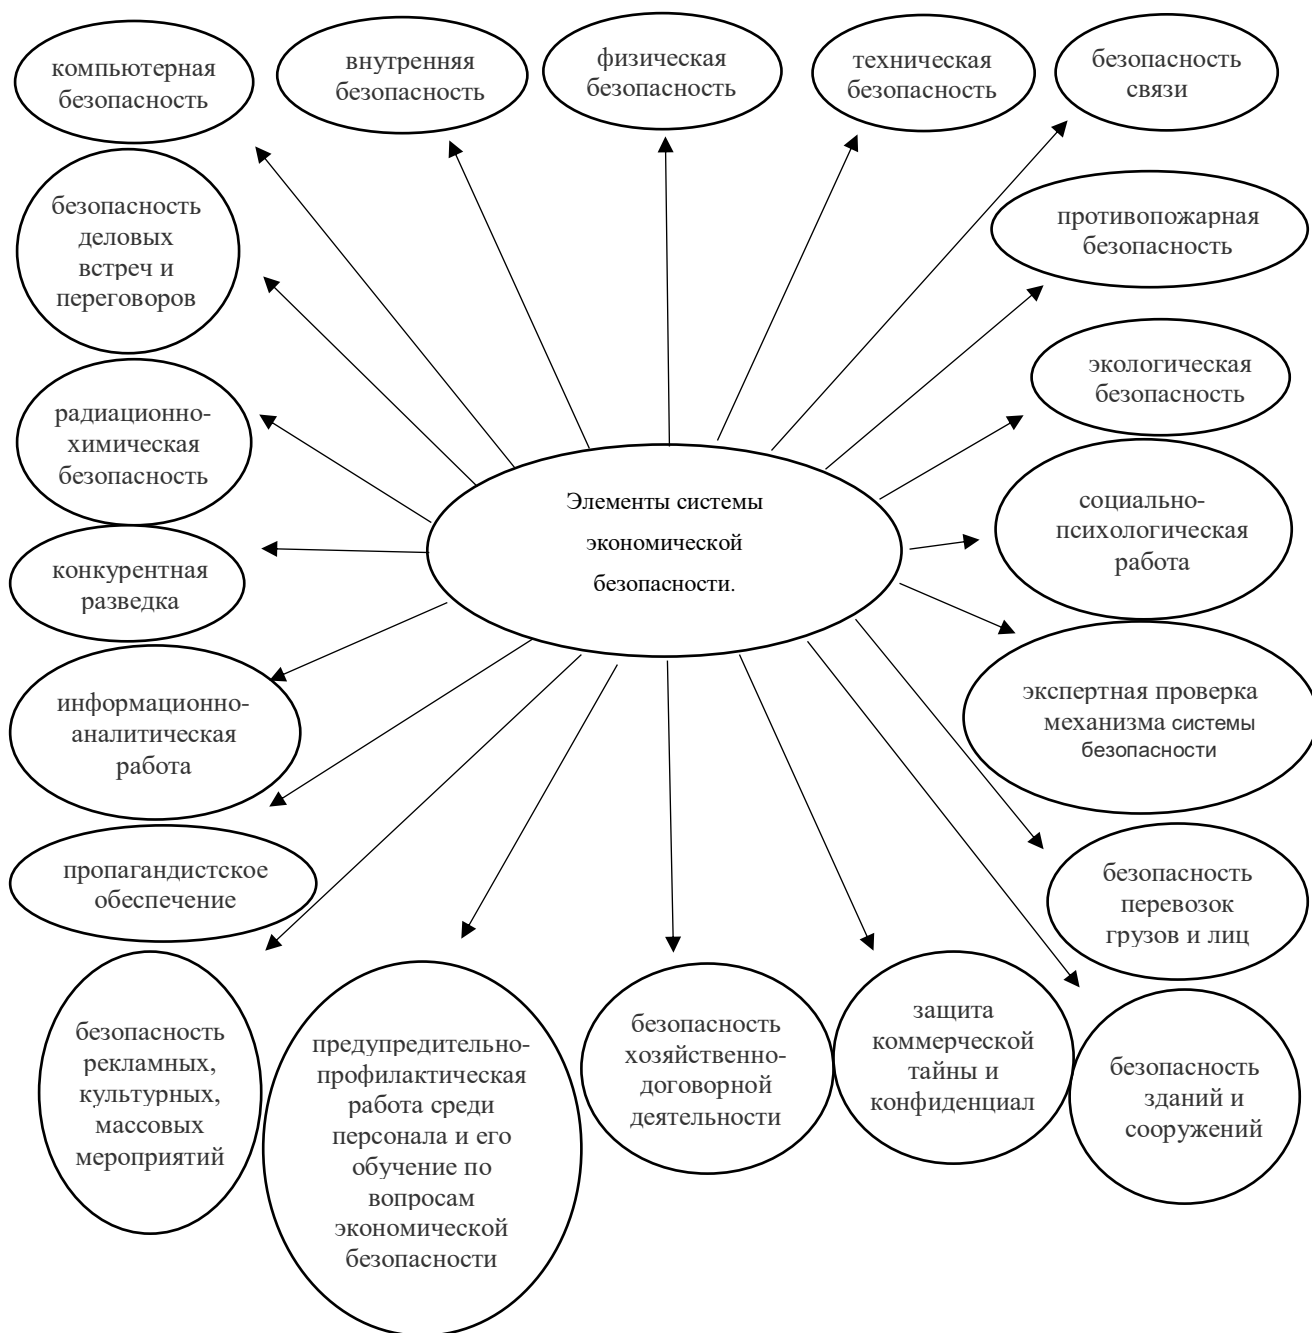 компьютерная
безопасность
внутренняя
безопасность
физическая
безопасность
техническая
безопасность
безопасность
связи
безопасность
деловых
встреч и
переговоров
противопожарная
безопасность
радиационно-
химическая
безопасность
экологическая
безопасность
Элементы системы
экономической
безопасности.
социально-
психологическая
работа
конкурентная
разведка
информационно-
аналитическая
работа
экспертная проверка
механизма системы
безопасности
пропагандистское
обеспечение
безопасность
перевозок
грузов и лиц
безопасность
рекламных,
культурных,
массовых
мероприятий
предупредительно-
профилактическая
работа среди
персонала и его
обучение по
вопросам
экономической
безопасности
безопасность
хозяйственно-
договорной
деятельности
защита
коммерческой
тайны и
конфиденциал
безопасность
зданий и
сооружений